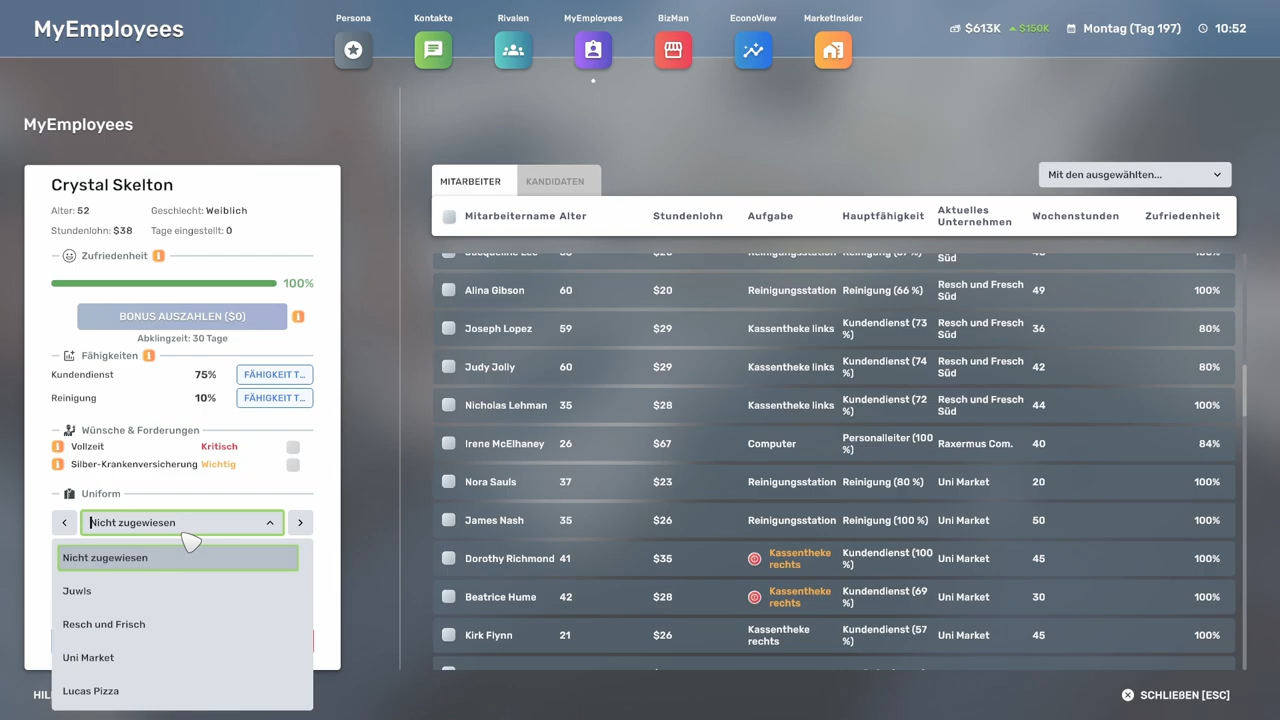 MyEmployees
Persona
Kontakte
Rivalen
MyEmployees
BizMan
EconoView
MarketInsider
$613K
$150K
Montag (Tag 197)
10:52
MyEmployees
Crystal Skelton
Alter: 52
Geschlecht: Weiblich
Stundenlohn: $38
Tage eingestellt: 0
Zufriedenheit
100%
BONUS AUSZAHLEN ($0)
Abklingzeit: 30 Tage
Fähigkeiten
Kundendienst 75% FÄHIGKEIT T...
Reinigung 10% FÄHIGKEIT T...
Wünsche & Forderungen
Vollzeit Kritisch
Silber-Krankenversicherung Wichtig
Uniform
Nicht zugewiesen
Nicht zugewiesen
Juwls
Resch und Frisch
Uni Market
Lucas Pizza
MITARBEITER
KANDIDATEN
Mit den ausgewählten...
Mitarbeitername Alter Stundenlohn Aufgabe Hauptfähigkeit Aktuelles Unternehmen Wochenstunden Zufriedenheit
Süd
Alina Gibson 60 $20 Reinigungsstation Reinigung (66 %) Resch und Fresch Süd 49 100%
Joseph Lopez 59 $29 Kassentheke links Kundendienst (73 %) Resch und Fresch Süd 36 80%
Judy Jolly 60 $29 Kassentheke links Kundendienst (74 %) Resch und Fresch Süd 42 80%
Nicholas Lehman 35 $28 Kassentheke links Kundendienst (72 %) Resch und Fresch Süd 44 100%
Irene McElhaney 26 $67 Computer Personalleiter (100 %) Raxermus Com. 40 84%
Nora Sauls 37 $23 Reinigungsstation Reinigung (80 %) Uni Market 20 100%
James Nash 35 $26 Reinigungsstation Reinigung (100 %) Uni Market 50 100%
Dorothy Richmond 41 $35 Kassentheke rechts Kundendienst (100 %) Uni Market 45 100%
Beatrice Hume 42 $28 Kassentheke rechts Kundendienst (69 %) Uni Market 30 100%
Kirk Flynn 21 $26 Kassentheke rechts Kundendienst (57 %) Uni Market 45 100%
SCHLIEßEN [ESC]